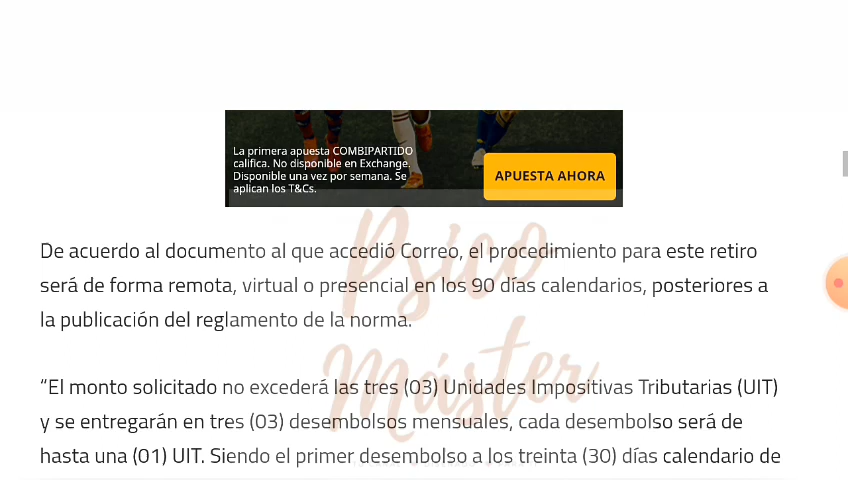 La primera apuesta COMBIPARTIDO
califica. No disponible en Exchange.
Disponible una vez por semana. Se
aplican los T&Cs.
APUESTA AHORA
De acuerdo al documento al que accedió Correo, el procedimiento para este retiro
será de forma remota, virtual o presencial en los 90 días calendarios, posteriores a
la publicación del reglamento de la norma.
“El monto solicitado no excederá las tres (03) Unidades Impositivas Tributarias (UIT)
y se entregarán en tres (03) desembolsos mensuales, cada desembolso será de
hasta una (01) UIT. Siendo el primer desembolso a los treinta (30) días calendario de
Psico
Máster